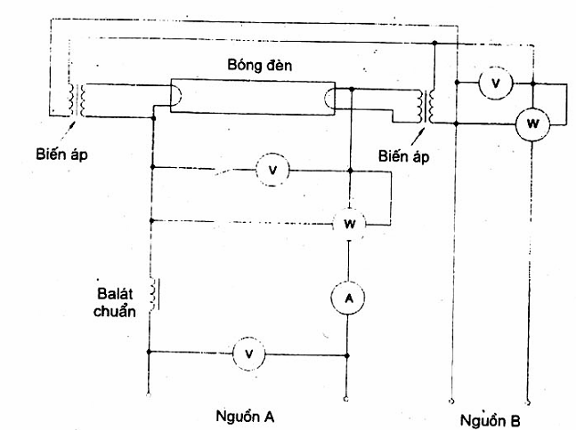 Bóng đèn
V
W
Biến áp
Biến áp
V
W
Balát
chuẩn
A
V
Nguồn A
Nguồn B